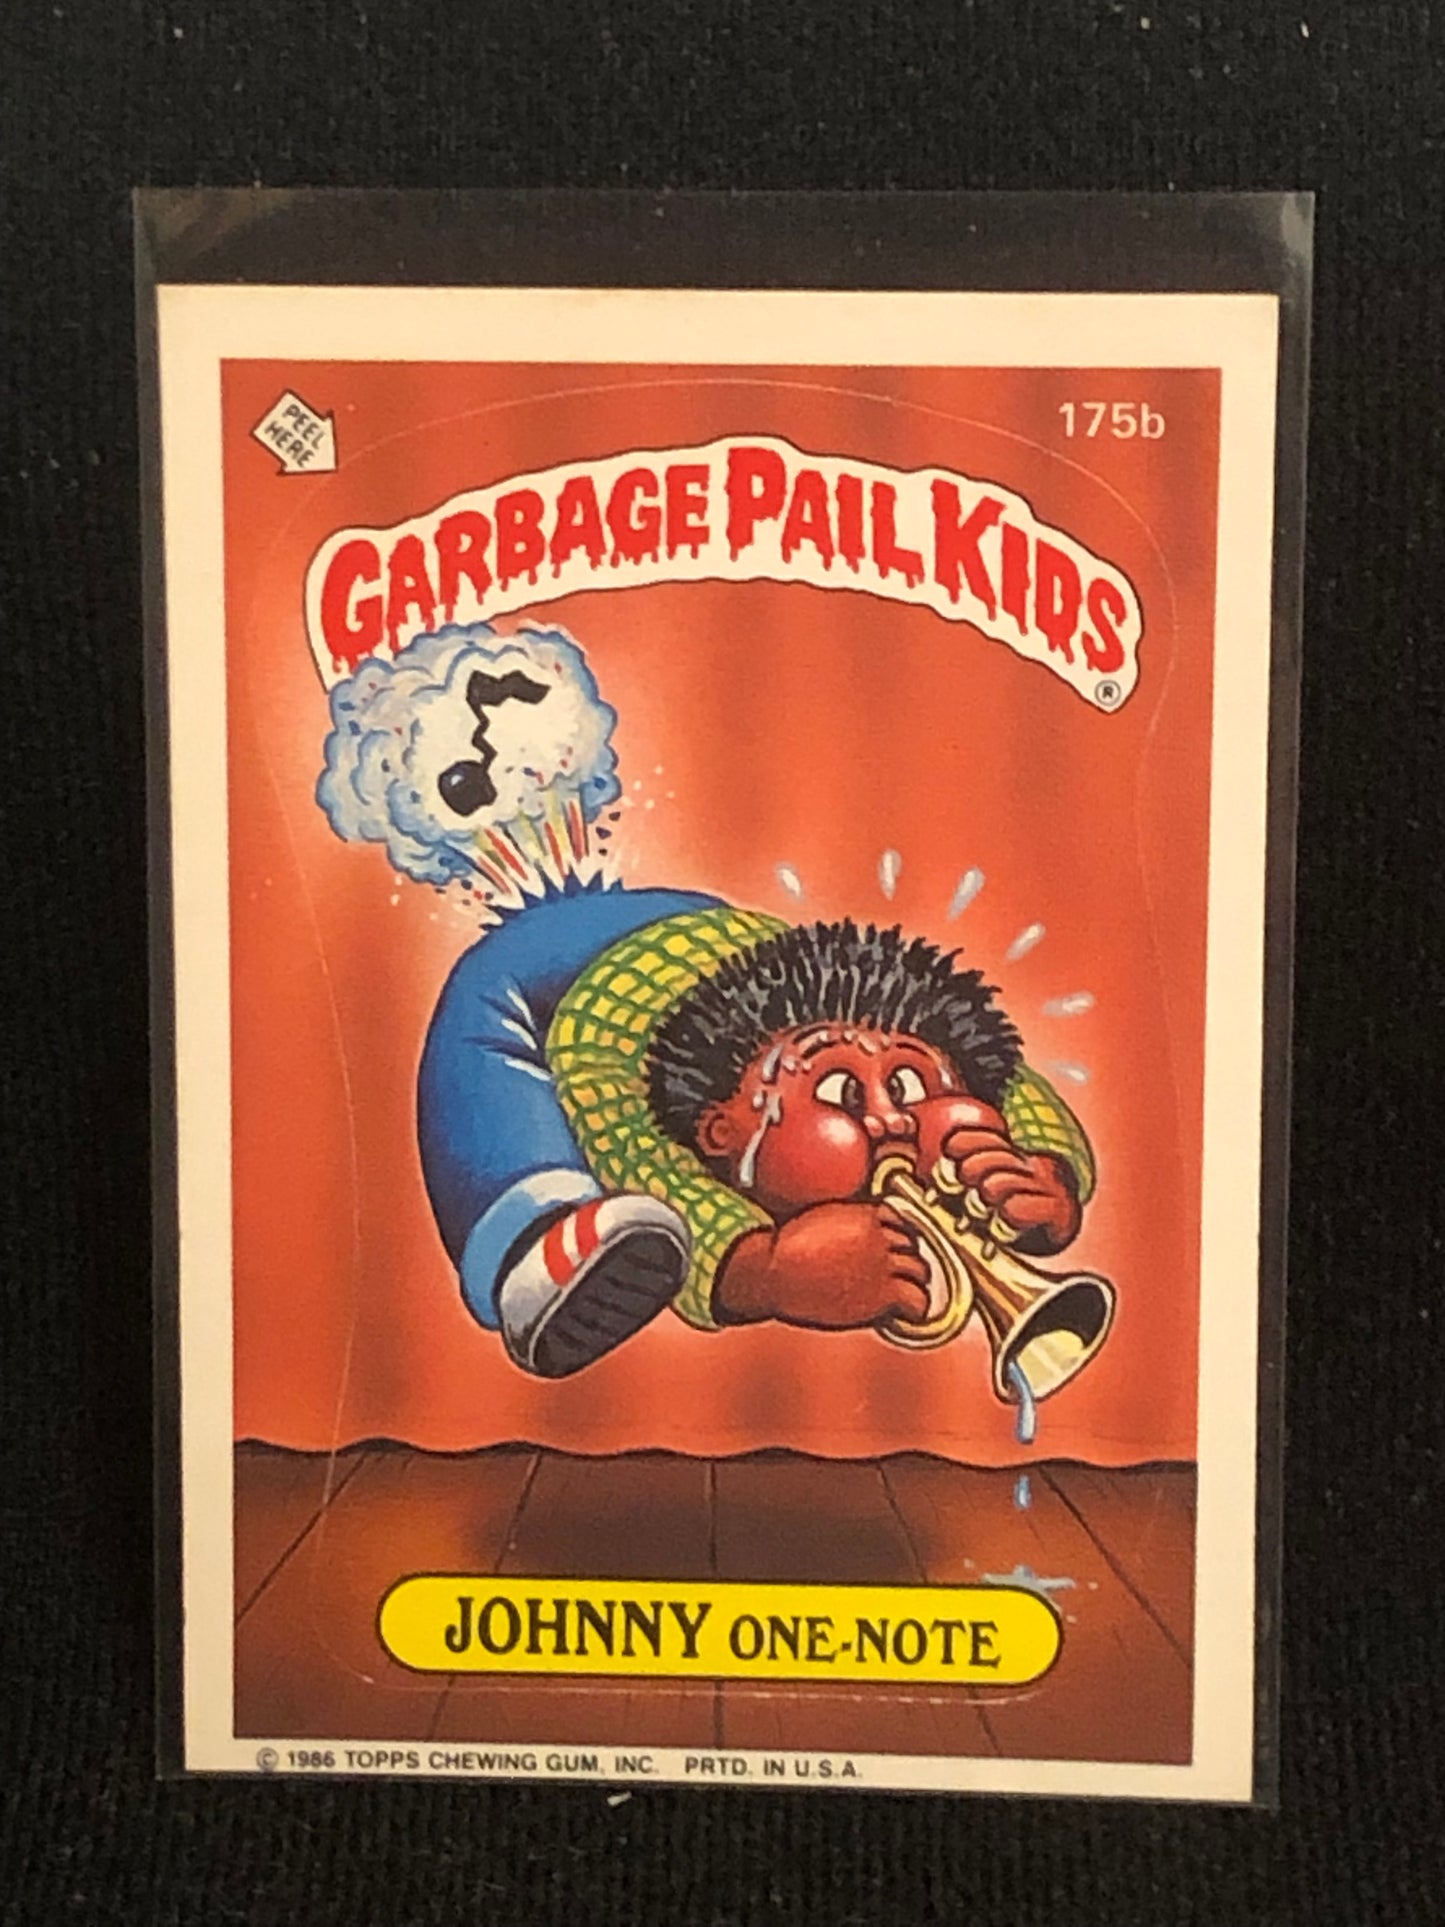 PEEL
HERE
175b
GARBAGE PAIL KIDS
®
JOHNNY ONE-NOTE
© 1986 TOPPS CHEWING GUM, INC. PRTD. IN U.S.A.